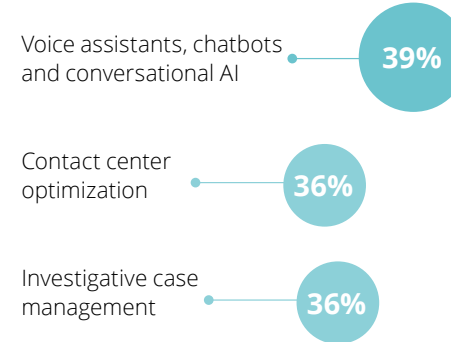 Voice assistants, chatbots
and conversational AI
39%
Contact center
optimization
36%
Investigative case
management
36%